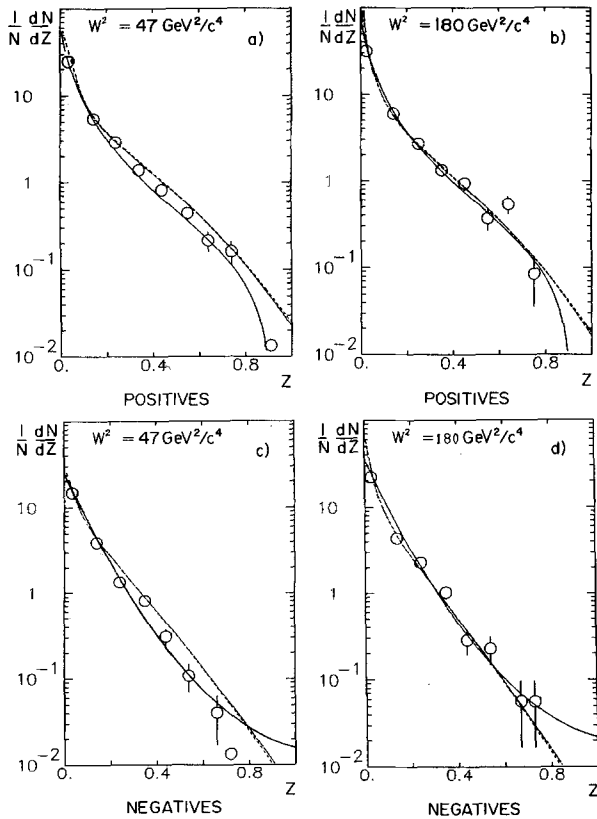 1/N dN/dZ W² = 47 GeV²/c⁴ a)
10
1
10⁻¹
10⁻²
0. 0.4 0.8 Z
POSITIVES
1/N dN/dZ W² = 180 GeV²/c⁴ b)
10
1
10⁻¹
10⁻²
0. 0.4 0.8 Z
POSITIVES
1/N dN/dZ W² = 47 GeV²/c⁴ c)
10
1
10⁻¹
10⁻²
0. 0.4 0.8 Z
NEGATIVES
1/N dN/dZ W² = 180 GeV²/c⁴ d)
10
1
10⁻¹
10⁻²
0. 0.4 0.8 Z
NEGATIVES